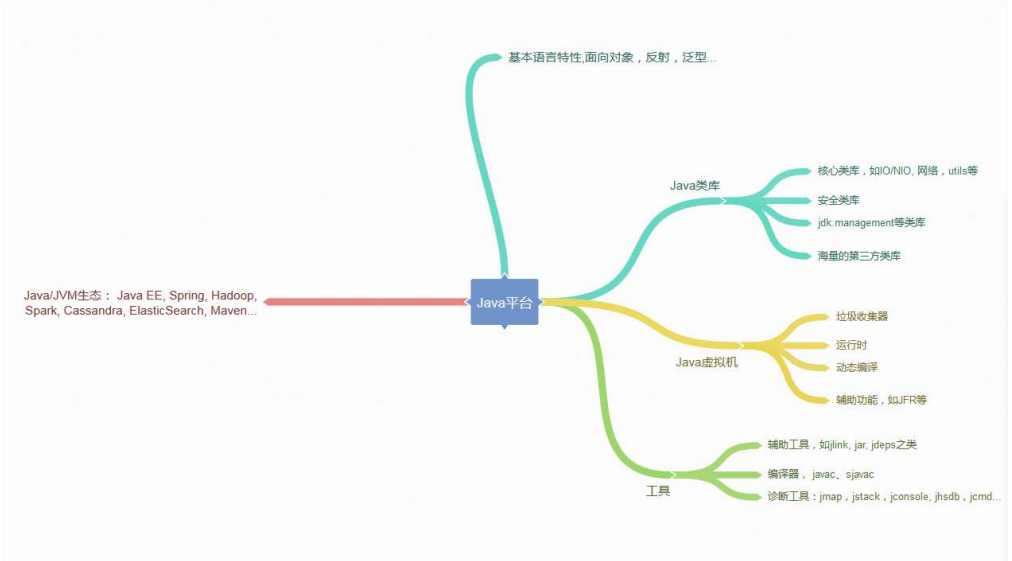 基本语言特性,面向对象，反射，泛型...
Java类库
核心类库，如IO/NIO, 网络，utils等
安全类库
jdk.management等类库
海量的第三方类库
Java平台
Java/JVM生态： Java EE, Spring, Hadoop,
Spark, Cassandra, ElasticSearch, Maven...
Java虚拟机
垃圾收集器
运行时
动态编译
辅助功能，如JFR等
工具
辅助工具，如jlink, jar, jdeps之类
编译器， javac、sjavac
诊断工具：jmap，jstack，jconsole, jhsdb，jcmd...